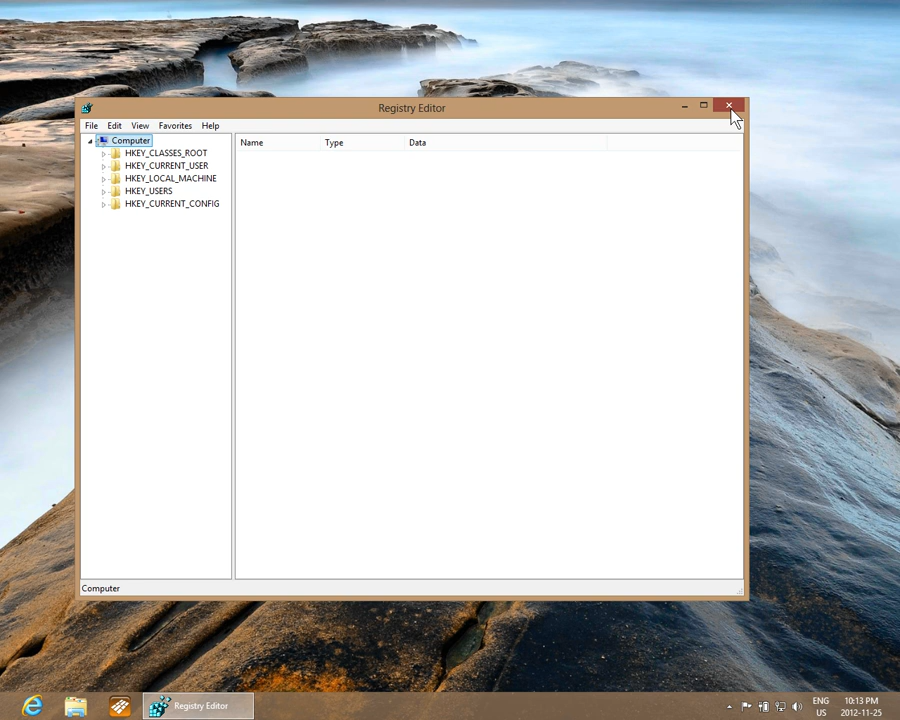 Registry Editor
File Edit View Favorites Help
Computer
HKEY_CLASSES_ROOT
HKEY_CURRENT_USER
HKEY_LOCAL_MACHINE
HKEY_USERS
HKEY_CURRENT_CONFIG
Name Type Data
Computer
Registry Editor
ENG
US
10:13 PM
2012-11-25